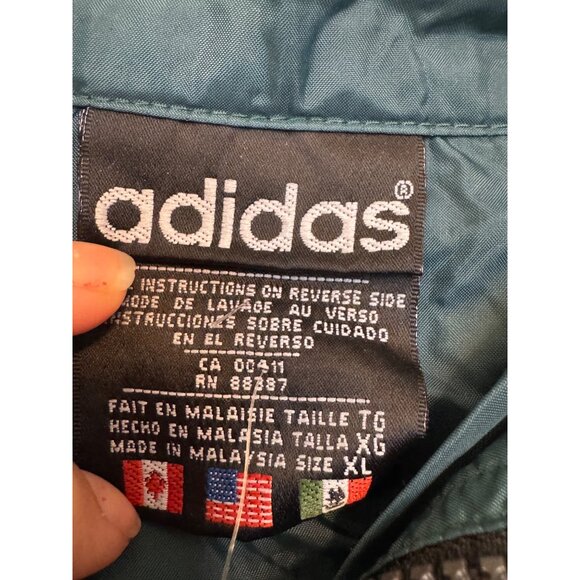 adidas®
INSTRUCTIONS ON REVERSE SIDE
MODE DE LAVAGE AU VERSO
INSTRUCCIONES SOBRE CUIDADO
EN EL REVERSO
CA 00411
RN 88387
FAIT EN MALAISIE TAILLE TG
HECHO EN MALASIA TALLA XG
MADE IN MALAYSIA SIZE XL